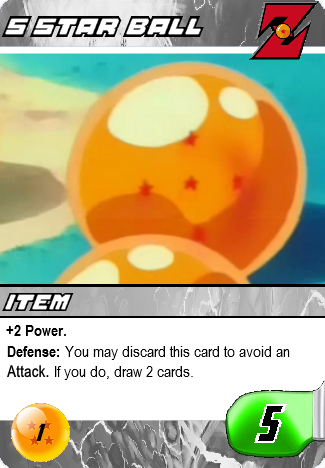 5 STAR BALL
ITEM
+2 Power.
Defense: You may discard this card to avoid an
Attack. If you do, draw 2 cards.
1
5